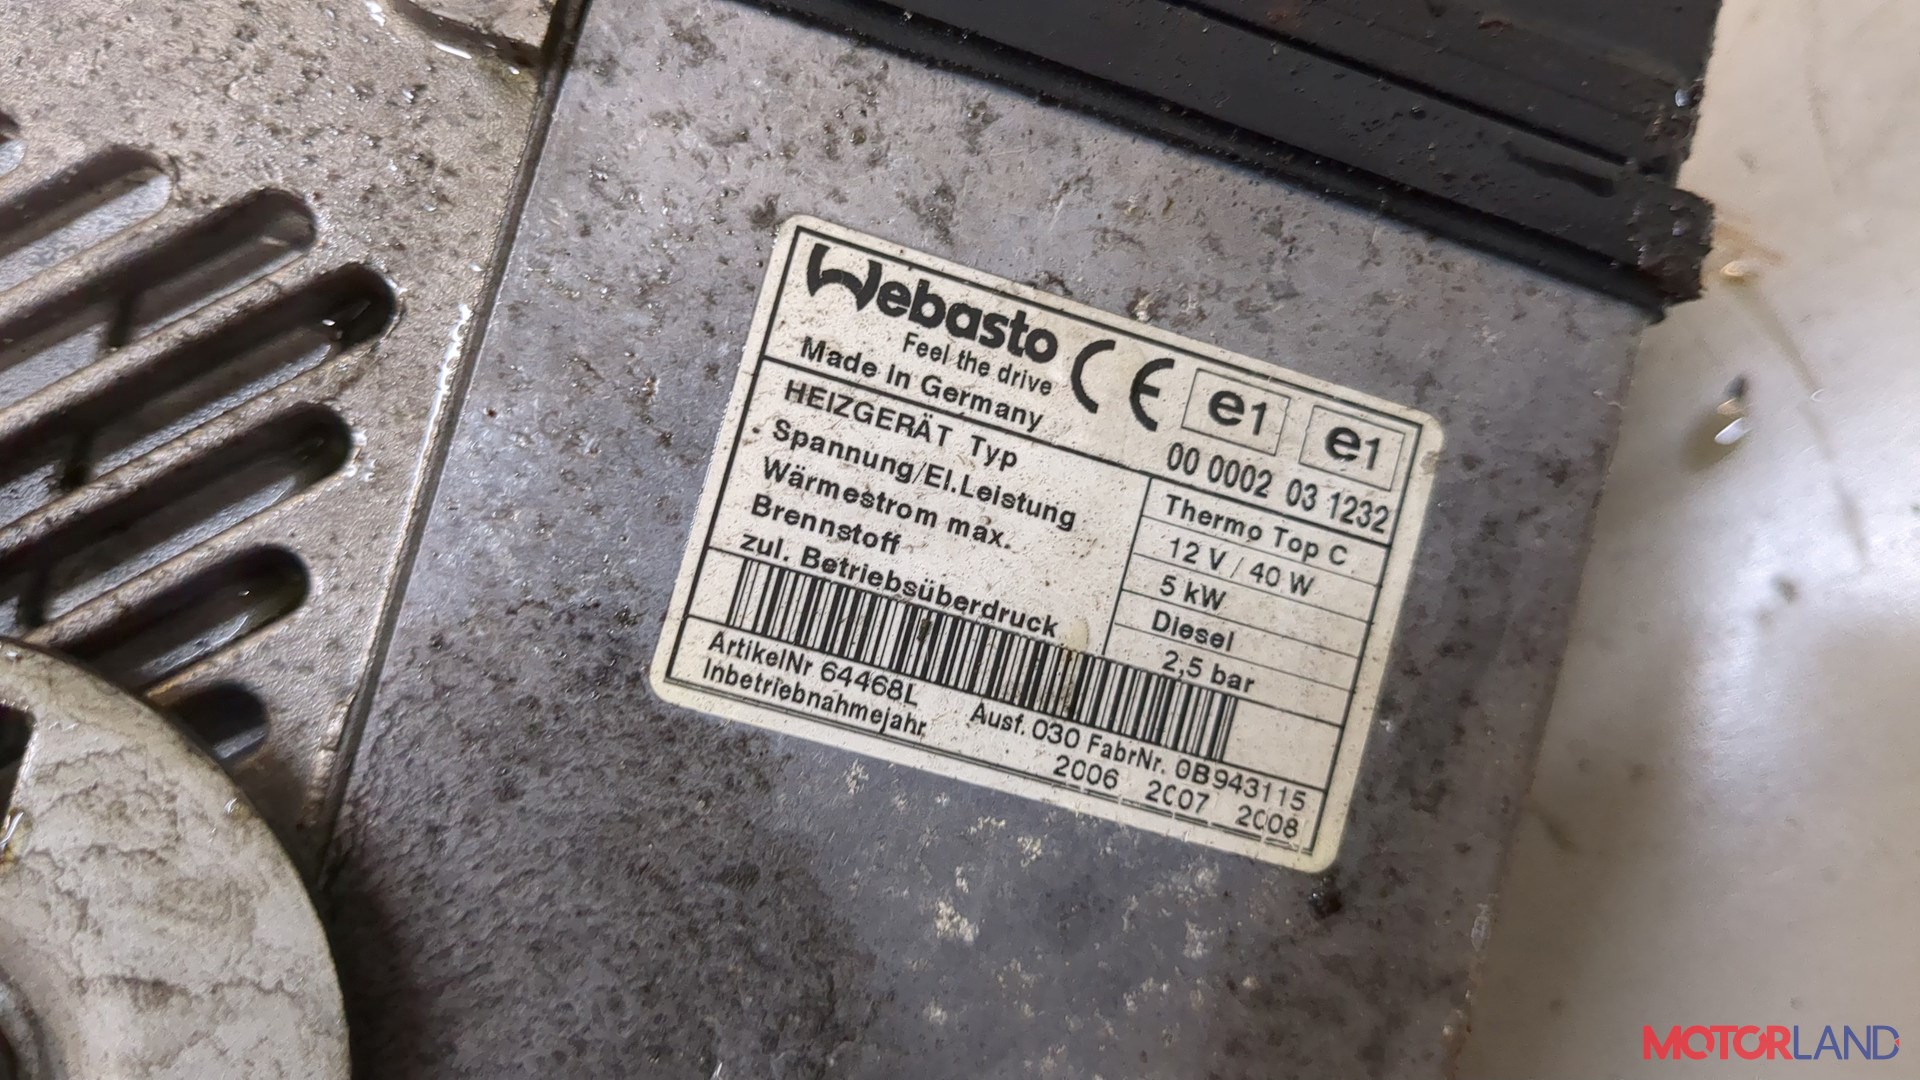 Webasto
Feel the drive
Made in Germany
CE e1 e1
00 0002 03 1232
HEIZGERÄT Typ Thermo Top C
Spannung/El.Leistung 12 V / 40 W
Wärmestrom max. 5 kW
Brennstoff Diesel
zul. Betriebsüberdruck 2,5 bar
ArtikelNr 64468L Ausf. 030 FabrNr. 0B943115
Inbetriebnahmejahr 2006 2007 2008
MOTORLAND